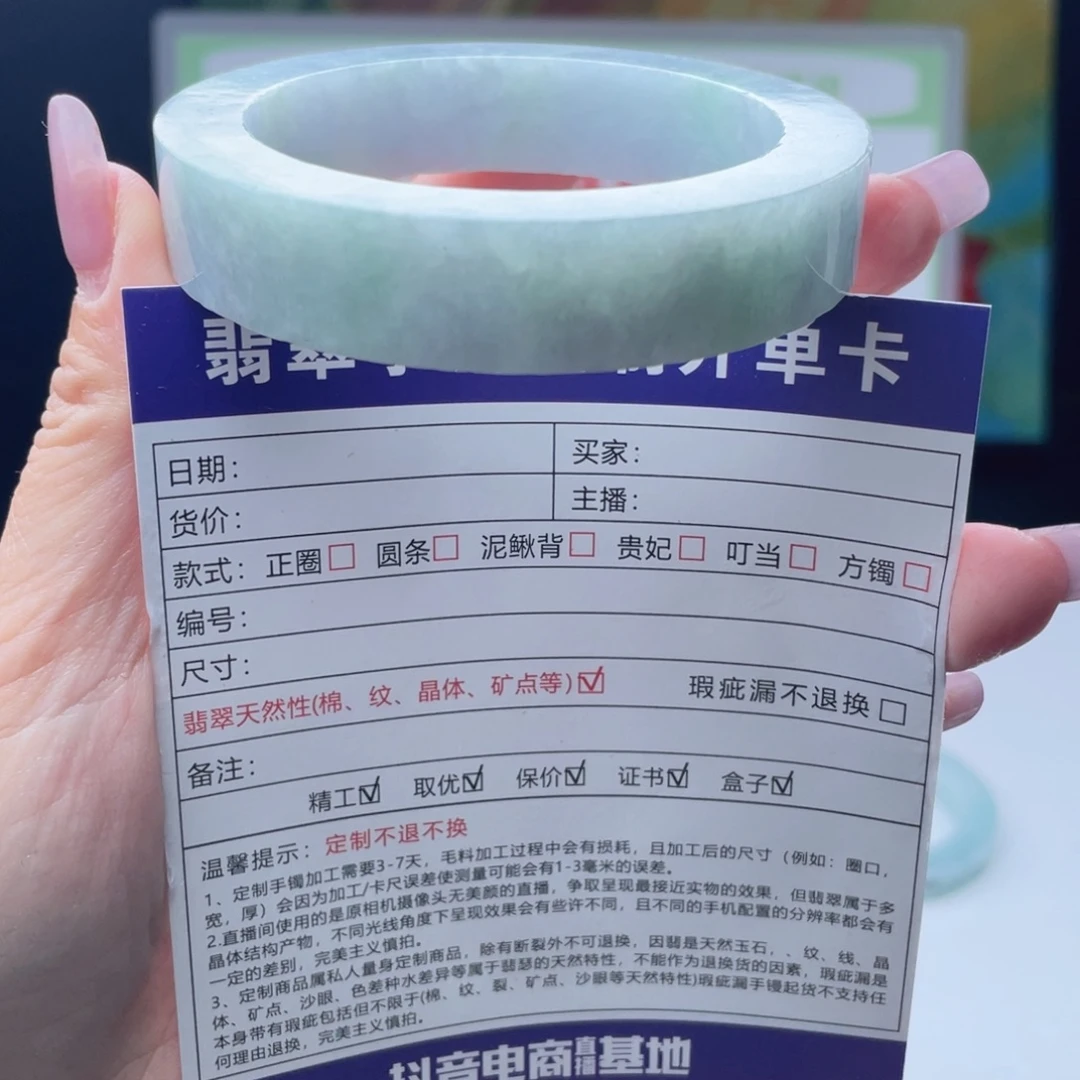 翡翠手 制开单卡
日期： 买家：
货价： 主播：
款式：正圈□ 圆条□ 泥鳅背□ 贵妃□ 叮当□ 方镯□
编号：
尺寸：
翡翠天然性(棉、纹、晶体、矿点等)☑ 瑕疵漏不退换□
备注：
精工☑ 取优☑ 保价☑ 证书☑ 盒子☑
温馨提示：定制不退不换
1、定制手镯加工需要3-7天，毛料加工过程中会有损耗，且加工后的尺寸（例如：圈口，
宽，厚）会因为加工/卡尺误差使测量可能会有1-3毫米的误差。
2.直播间使用的是原相机摄像头无美颜的直播，争取呈现最接近实物的效果，但翡翠属于多
晶体结构产物，不同光线角度下呈现效果会有些许不同，且不同的手机配置的分辨率都会有
一定的差别，完美主义慎拍。
3、定制商品属私人量身定制商品，除有断裂外不可退换，因翡是天然玉石，、纹、线、晶
体、矿点、沙眼、色差种水差异等属于翡瑟的天然特性，不能作为退换货的因素，瑕疵漏是
本身带有瑕疵包括但不限于(棉、纹、裂、矿点、沙眼等天然特性)瑕疵漏手镘起货不支持任
何理由退换，完美主义慎拍。
抖音电商直播基地